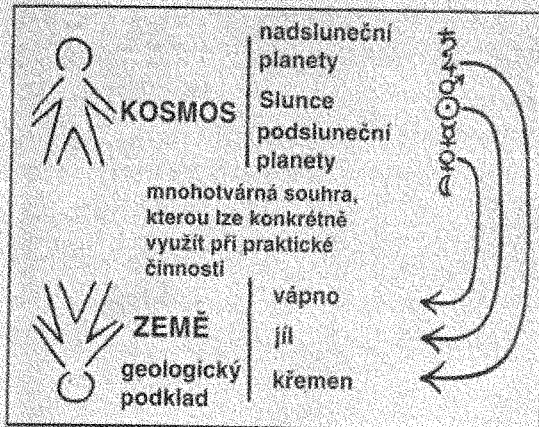 nadsluneční
planety
KOSMOS
Slunce
podsluneční
planety
♄
♃
♂
☉
☿
♀
☾
mnohotvárná souhra,
kterou lze konkrétně
využít při praktické
činnosti
ZEMĚ
geologický
podklad
vápno
jíl
křemen